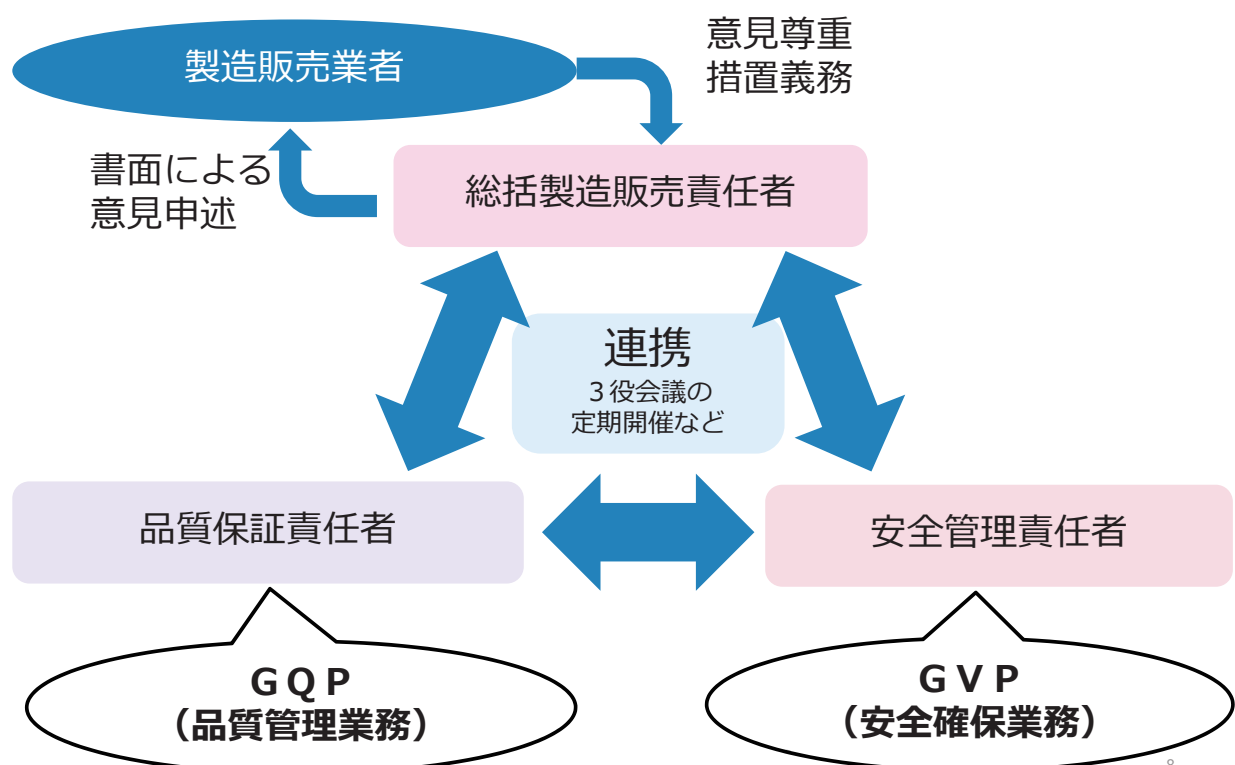 製造販売業者
意見尊重
措置義務
書面による
意見申述
総括製造販売責任者
連携
３役会議の
定期開催など
品質保証責任者
安全管理責任者
ＧＱＰ
（品質管理業務）
ＧＶＰ
（安全確保業務）
。